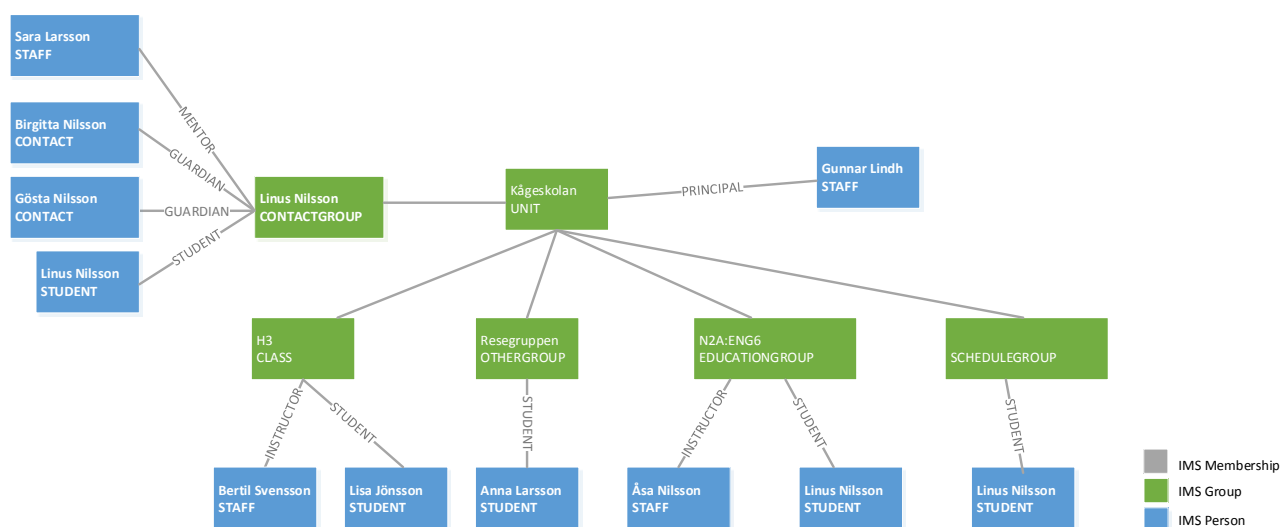 Sara Larsson
STAFF
Birgitta Nilsson
CONTACT
Gösta Nilsson
CONTACT
Linus Nilsson
STUDENT
MENTOR
GUARDIAN
GUARDIAN
STUDENT
Linus Nilsson
CONTACTGROUP
Kågeskolan
UNIT
PRINCIPAL
Gunnar Lindh
STAFF
H3
CLASS
Resegruppen
OTHERGROUP
N2A:ENG6
EDUCATIONGROUP
SCHEDULEGROUP
INSTRUCTOR
STUDENT
STUDENT
INSTRUCTOR
STUDENT
STUDENT
Bertil Svensson
STAFF
Lisa Jönsson
STUDENT
Anna Larsson
STUDENT
Åsa Nilsson
STAFF
Linus Nilsson
STUDENT
Linus Nilsson
STUDENT
IMS Membership
IMS Group
IMS Person